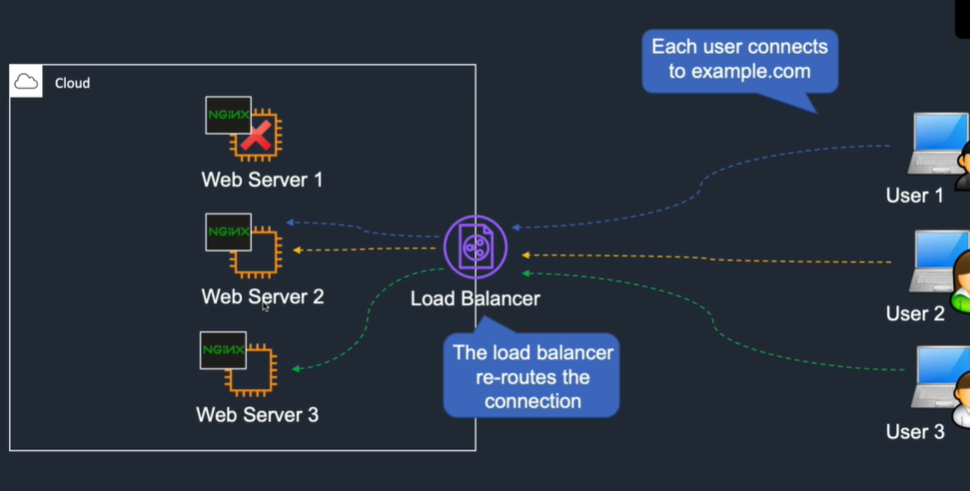 Each user connects
to example.com
Cloud
NGINX
Web Server 1
User 1
NGINX
Web Server 2
Load Balancer
User 2
NGINX
Web Server 3
The load balancer
re-routes the
connection
User 3